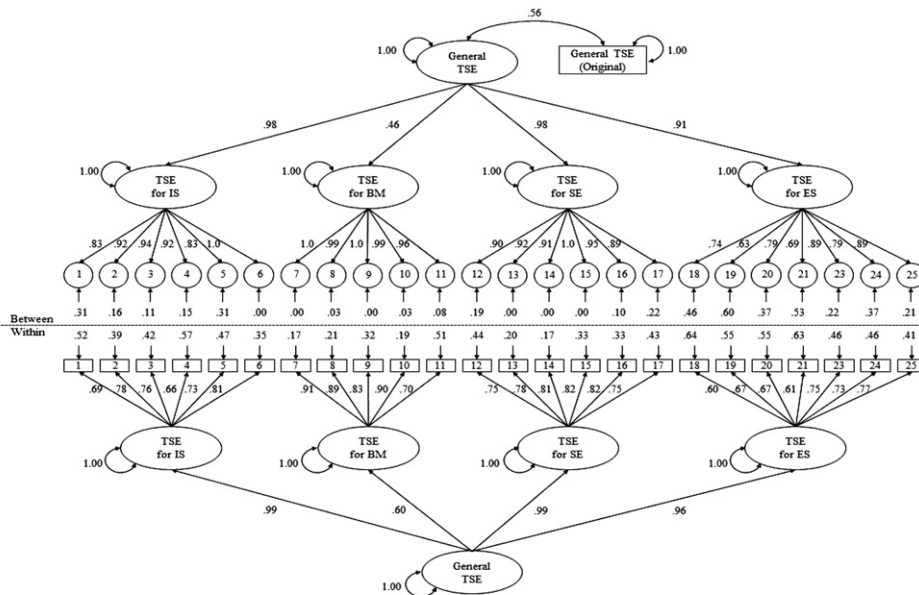 .56
1.00 General
TSE
General TSE
(Original) 1.00
.98 .46 .98 .91
1.00 TSE
for IS
1.00 TSE
for BM
1.00 TSE
for SE
1.00 TSE
for ES
.83 .92 .94 .92 .83 1.0 1.0 .99 1.0 .99 .96 .90 .92 .91 1.0 .95 .89 .74 .63 .79 .69 .89 .79 .89
1 2 3 4 5 6 7 8 9 10 11 12 13 14 15 16 17 18 19 20 21 23 24 25
.31 .16 .11 .15 .31 .00 .00 .03 .00 .03 .08 .19 .00 .00 .00 .10 .22 .46 .60 .37 .53 .22 .37 .21
Between
Within
.52 .39 .42 .57 .47 .35 .17 .21 .32 .19 .51 .44 .20 .17 .33 .33 .43 .64 .55 .55 .63 .46 .46 .41
1 2 3 4 5 6 7 8 9 10 11 12 13 14 15 16 17 18 19 20 21 23 24 25
.69 .78 .76 .66 .73 .81 .91 .89 .83 .90 .70 .75 .78 .81 .82 .82 .75 .60 .67 .67 .61 .75 .73 .77
TSE
for IS
1.00
TSE
for BM
1.00
TSE
for SE
1.00
TSE
for ES
1.00
.99 .60 .99 .96
General
TSE
1.00